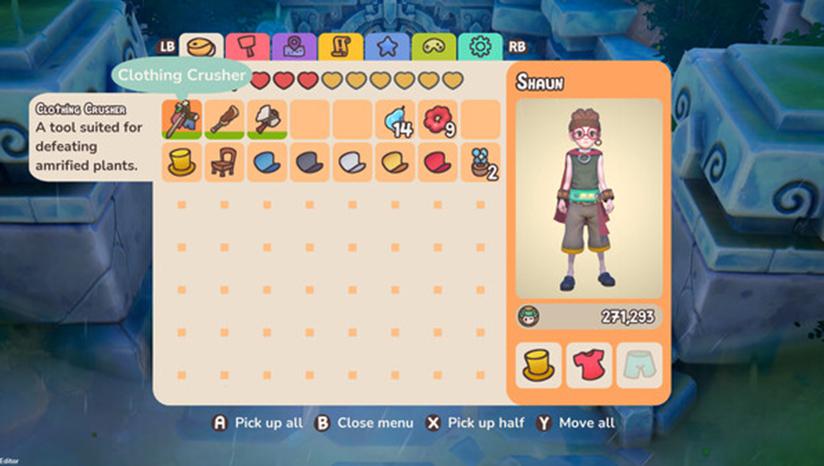 LB
RB
Clothing Crusher
Shaun
Clothing Crusher
A tool suited for
defeating
amrified plants.
14
9
2
271,293
A Pick up all B Close menu X Pick up half Y Move all
Editor